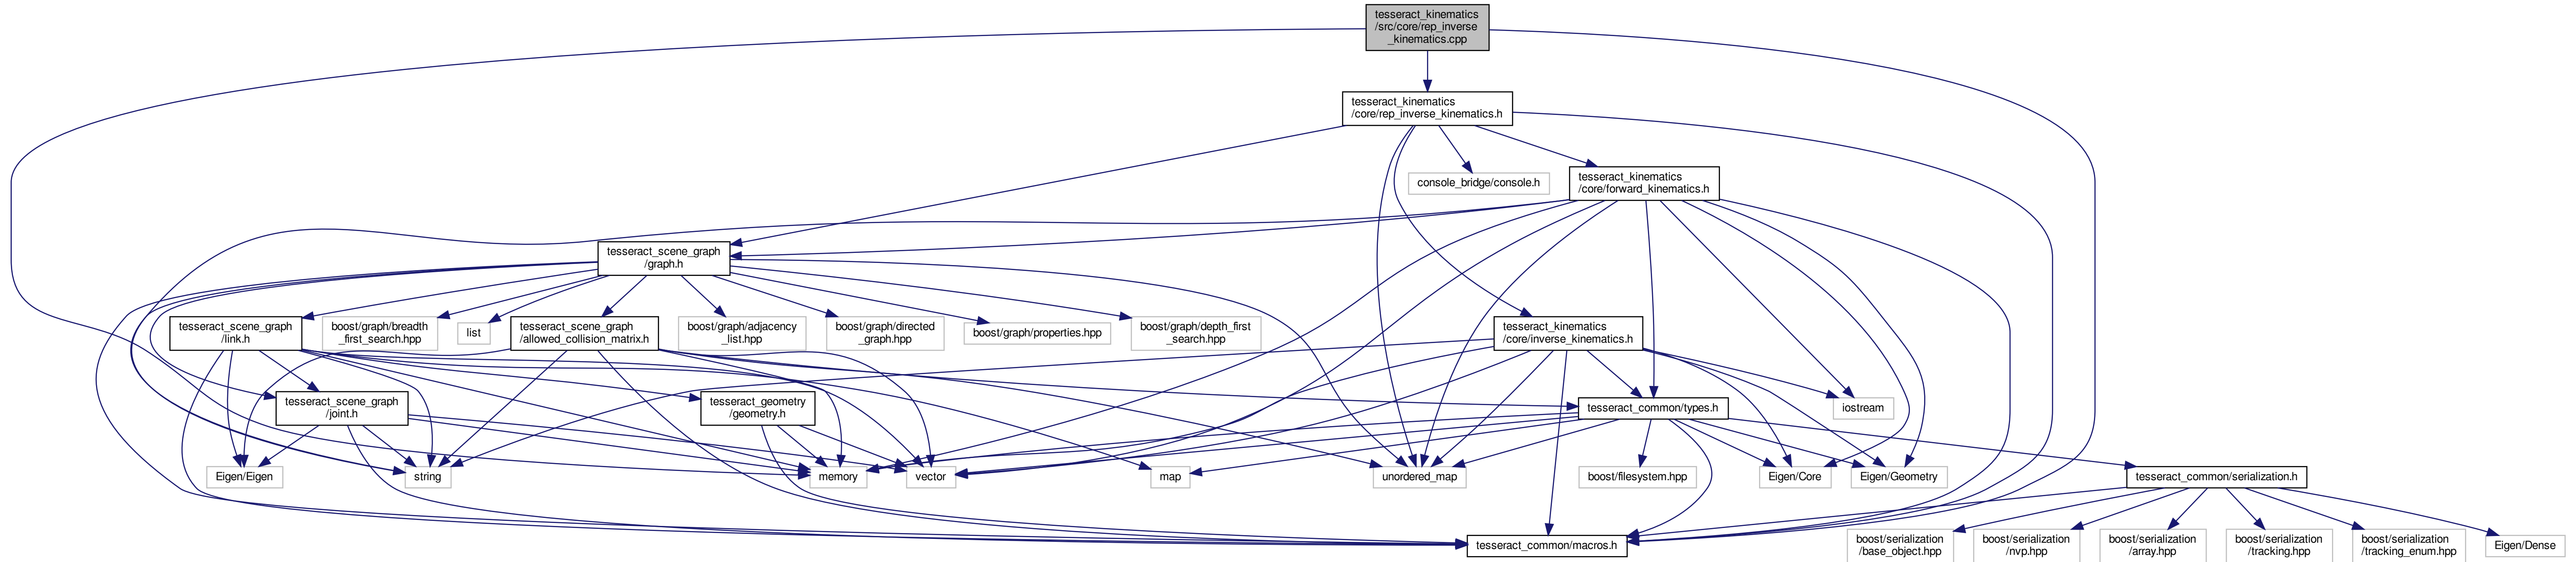 tesseract_kinematics
/src/core/rep_inverse
_kinematics.cpp
tesseract_kinematics
/core/rep_inverse_kinematics.h
console_bridge/console.h
tesseract_kinematics
/core/forward_kinematics.h
tesseract_scene_graph
/graph.h
tesseract_scene_graph
/link.h
boost/graph/breadth
_first_search.hpp
list
tesseract_scene_graph
/allowed_collision_matrix.h
boost/graph/adjacency
_list.hpp
boost/graph/directed
_graph.hpp
boost/graph/properties.hpp
boost/graph/depth_first
_search.hpp
tesseract_kinematics
/core/inverse_kinematics.h
tesseract_scene_graph
/joint.h
tesseract_geometry
/geometry.h
tesseract_common/types.h
iostream
Eigen/Eigen
string
memory
vector
map
unordered_map
boost/filesystem.hpp
Eigen/Core
Eigen/Geometry
tesseract_common/serialization.h
tesseract_common/macros.h
boost/serialization
/base_object.hpp
boost/serialization
/nvp.hpp
boost/serialization
/array.hpp
boost/serialization
/tracking.hpp
boost/serialization
/tracking_enum.hpp
Eigen/Dense